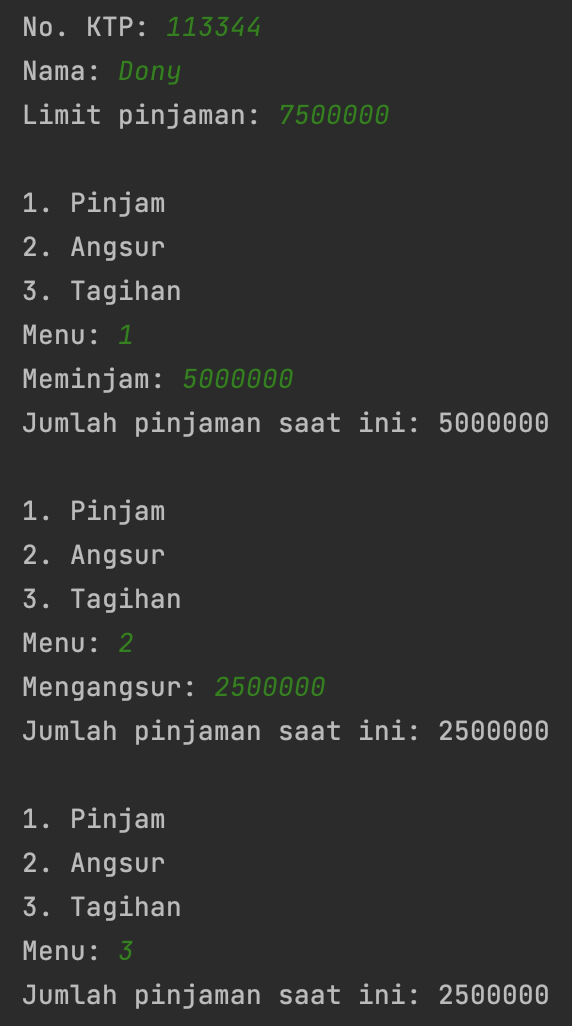 No. KTP: 113344
Nama: Dony
Limit pinjaman: 7500000
1. Pinjam
2. Angsur
3. Tagihan
Menu: 1
Meminjam: 5000000
Jumlah pinjaman saat ini: 5000000
1. Pinjam
2. Angsur
3. Tagihan
Menu: 2
Mengangsur: 2500000
Jumlah pinjaman saat ini: 2500000
1. Pinjam
2. Angsur
3. Tagihan
Menu: 3
Jumlah pinjaman saat ini: 2500000